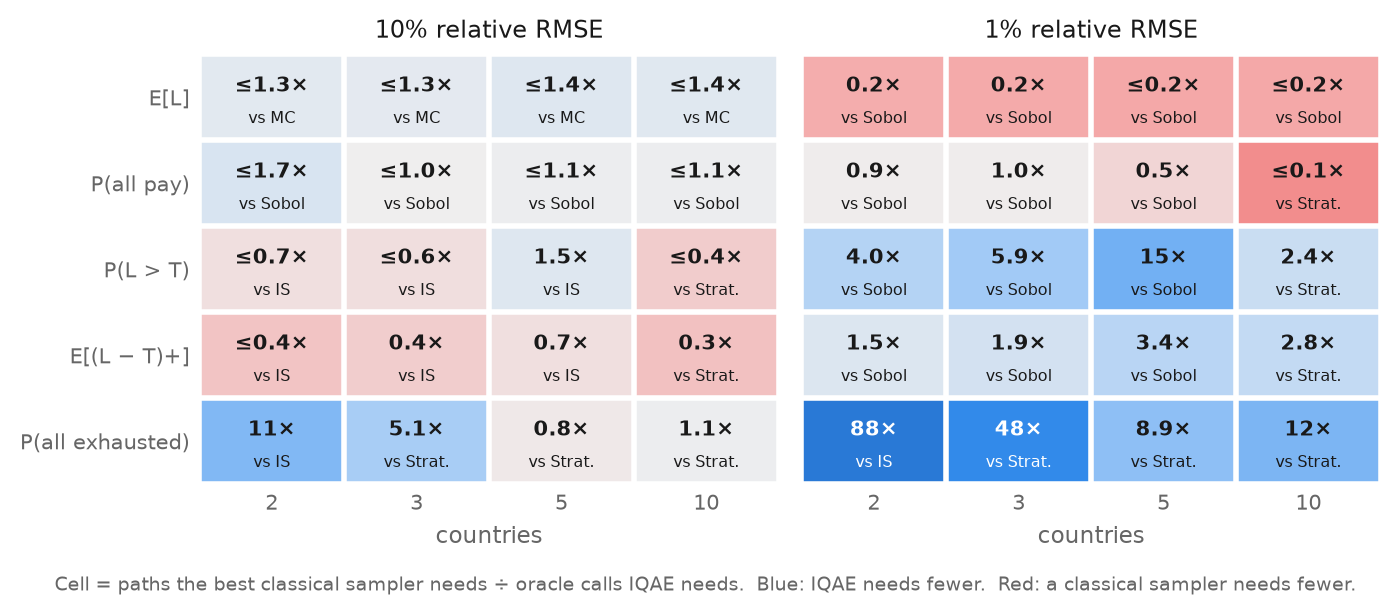 10% relative RMSE 1% relative RMSE
E[L] ≤1.3× ≤1.3× ≤1.4× ≤1.4× 0.2× 0.2× ≤0.2× ≤0.2×
vs MC vs MC vs MC vs MC vs Sobol vs Sobol vs Sobol vs Sobol
P(all pay) ≤1.7× ≤1.0× ≤1.1× ≤1.1× 0.9× 1.0× 0.5× ≤0.1×
vs Sobol vs Sobol vs Sobol vs Sobol vs Sobol vs Sobol vs Sobol vs Strat.
P(L > T) ≤0.7× ≤0.6× 1.5× ≤0.4× 4.0× 5.9× 15× 2.4×
vs IS vs IS vs IS vs Strat. vs Sobol vs Sobol vs Sobol vs Strat.
E[(L − T)+] ≤0.4× 0.4× 0.7× 0.3× 1.5× 1.9× 3.4× 2.8×
vs IS vs IS vs IS vs Strat. vs Sobol vs Sobol vs Sobol vs Strat.
P(all exhausted) 11× 5.1× 0.8× 1.1× 88× 48× 8.9× 12×
vs IS vs Strat. vs Strat. vs Strat. vs IS vs Strat. vs Strat. vs Strat.
2 3 5 10 2 3 5 10
countries countries
Cell = paths the best classical sampler needs ÷ oracle calls IQAE needs. Blue: IQAE needs fewer. Red: a classical sampler needs fewer.